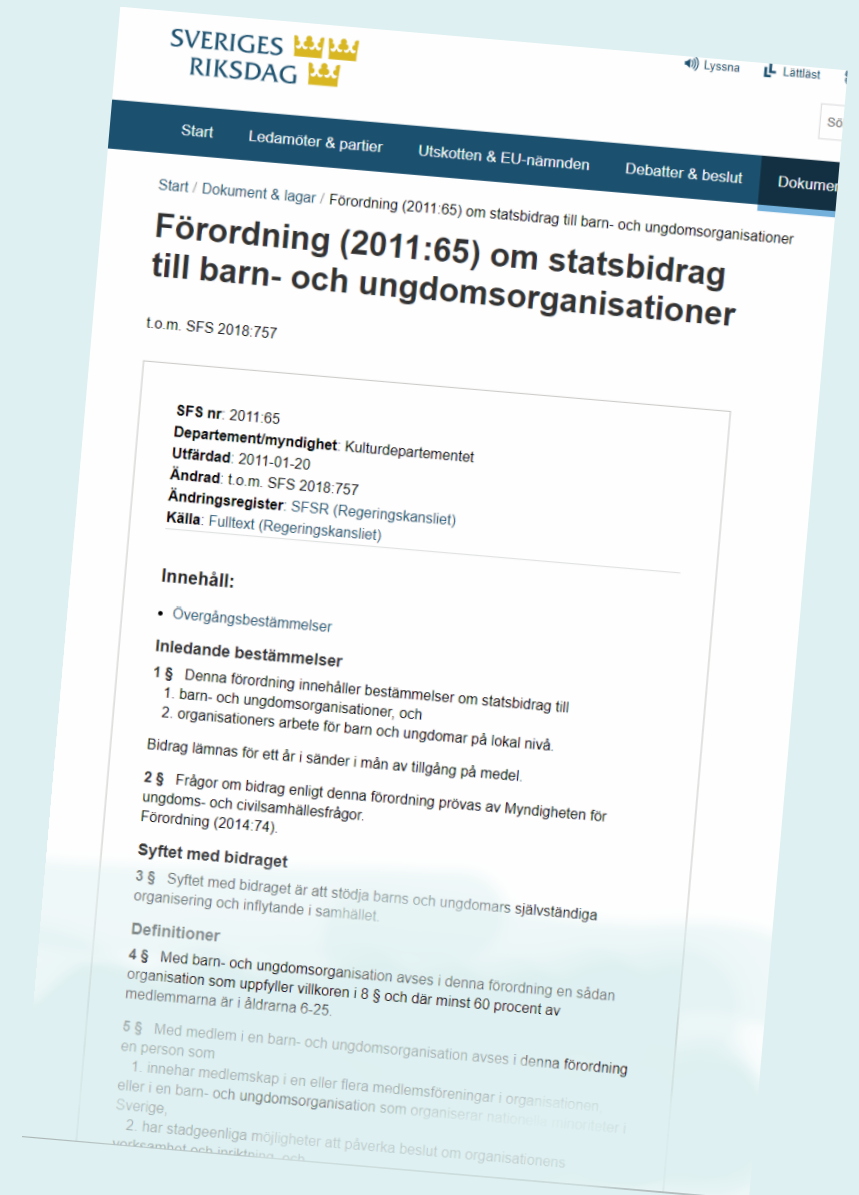 SVERIGES
RIKSDAG
Lyssna
Lättläst
Sö
Start
Ledamöter & partier
Utskotten & EU-nämnden
Debatter & beslut
Dokumen
Start / Dokument & lagar / Förordning (2011:65) om statsbidrag till barn- och ungdomsorganisationer
Förordning (2011:65) om statsbidrag
till barn- och ungdomsorganisationer
t.o.m. SFS 2018:757
SFS nr: 2011:65
Departement/myndighet: Kulturdepartementet
Utfärdad: 2011-01-20
Ändrad: t.o.m. SFS 2018:757
Ändringsregister: SFSR (Regeringskansliet)
Källa: Fulltext (Regeringskansliet)
Innehåll:
• Övergångsbestämmelser
Inledande bestämmelser
1 § Denna förordning innehåller bestämmelser om statsbidrag till
1. barn- och ungdomsorganisationer, och
2. organisationers arbete för barn och ungdomar på lokal nivå.
Bidrag lämnas för ett år i sänder i mån av tillgång på medel.
2 § Frågor om bidrag enligt denna förordning prövas av Myndigheten för
ungdoms- och civilsamhällesfrågor.
Förordning (2014:74).
Syftet med bidraget
3 § Syftet med bidraget är att stödja barns och ungdomars självständiga
organisering och inflytande i samhället.
Definitioner
4 § Med barn- och ungdomsorganisation avses i denna förordning en sådan
organisation som uppfyller villkoren i 8 § och där minst 60 procent av
medlemmarna är i åldrarna 6-25.
5 § Med medlem i en barn- och ungdomsorganisation avses i denna förordning
en person som
1. innehar medlemskap i en eller flera medlemsföreningar i organisationen
eller i en barn- och ungdomsorganisation som organiserar nationella minoriteter i
Sverige,
2. har stadgeenliga möjligheter att påverka beslut om organisationens
verksamhet och inriktning, och